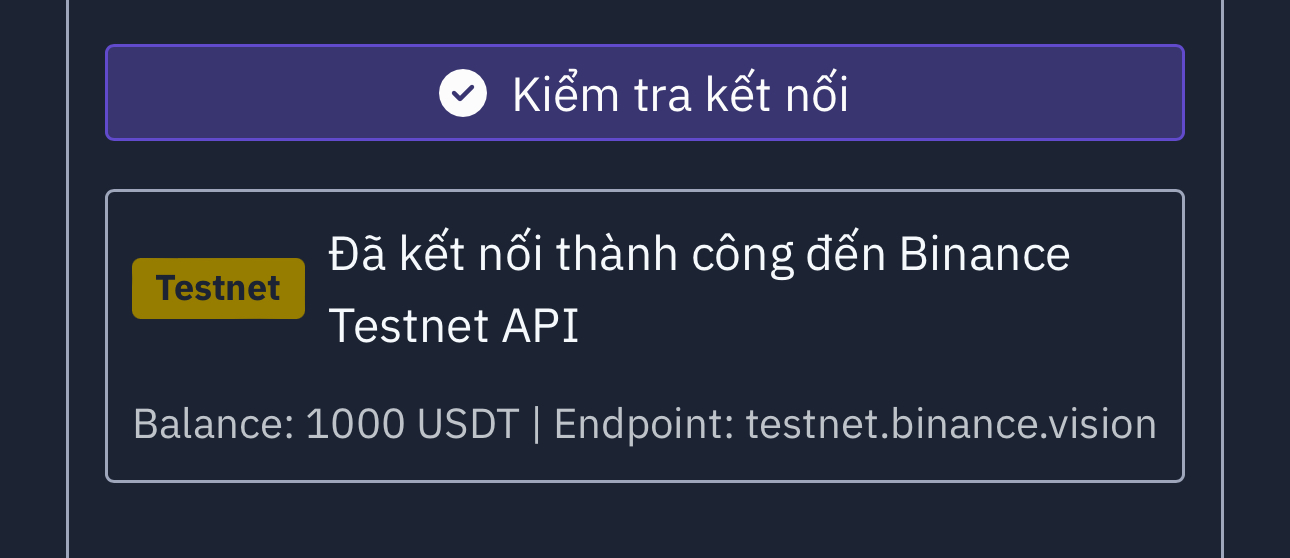 Kiểm tra kết nối
Testnet
Đã kết nối thành công đến Binance
Testnet API
Balance: 1000 USDT | Endpoint: testnet.binance.vision